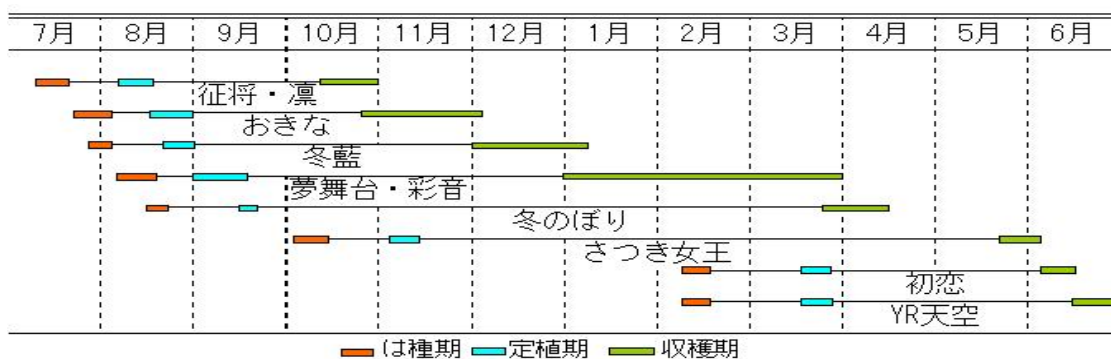 7月 8月 9月 10月 11月 12月 1月 2月 3月 4月 5月 6月
征将・凛
おきな
冬藍
夢舞台・彩音
冬のぼり
さつき女王
初恋
YR天空
は種期 定植期 収穫期